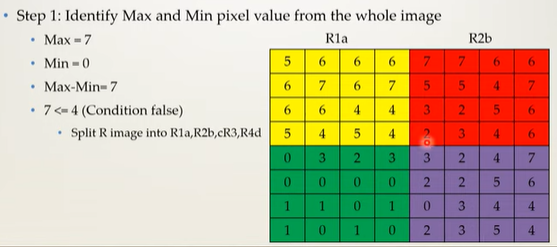 Step 1: Identify Max and Min pixel value from the whole image
Max = 7
Min = 0
Max-Min= 7
7 <= 4 (Condition false)
Split R image into R1a,R2b,cR3,R4d
R1a R2b
5 6 6 6 7 7 6 6
6 7 6 7 5 5 4 7
6 6 4 4 3 2 5 6
5 4 5 4 2 3 4 6
0 3 2 3 3 2 4 7
0 0 0 0 2 2 5 6
1 1 0 1 0 3 4 4
1 0 1 0 2 3 5 4